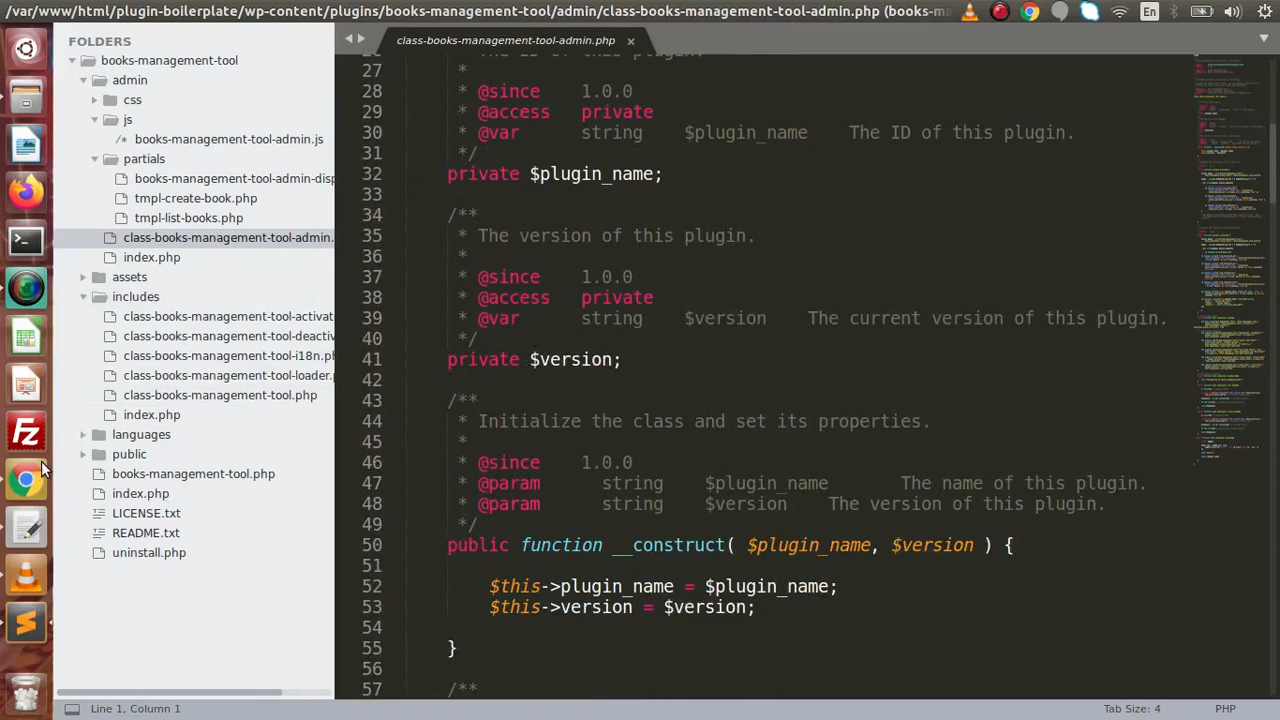 /var/www/html/plugin-boilerplate/wp-content/plugins/books-management-tool/admin/class-books-management-tool-admin.php (books-ma
En
FOLDERS
books-management-tool
admin
css
js
books-management-tool-admin.js
partials
books-management-tool-admin-disp
tmpl-create-book.php
tmpl-list-books.php
class-books-management-tool-admin.
index.php
assets
includes
class-books-management-tool-activat
class-books-management-tool-deactiv
class-books-management-tool-i18n.ph
class-books-management-tool-loader.
class-books-management-tool.php
index.php
languages
public
books-management-tool.php
index.php
LICENSE.txt
README.txt
uninstall.php
class-books-management-tool-admin.php
26 * The ID of this plugin.
27 *
28 * @since 1.0.0
29 * @access private
30 * @var string $plugin_name The ID of this plugin.
31 */
32 private $plugin_name;
33
34 /**
35 * The version of this plugin.
36 *
37 * @since 1.0.0
38 * @access private
39 * @var string $version The current version of this plugin.
40 */
41 private $version;
42
43 /**
44 * Initialize the class and set its properties.
45 *
46 * @since 1.0.0
47 * @param string $plugin_name The name of this plugin.
48 * @param string $version The version of this plugin.
49 */
50 public function __construct( $plugin_name, $version ) {
51
52 $this->plugin_name = $plugin_name;
53 $this->version = $version;
54
55 }
56
57 /**
Line 1, Column 1
Tab Size: 4
PHP